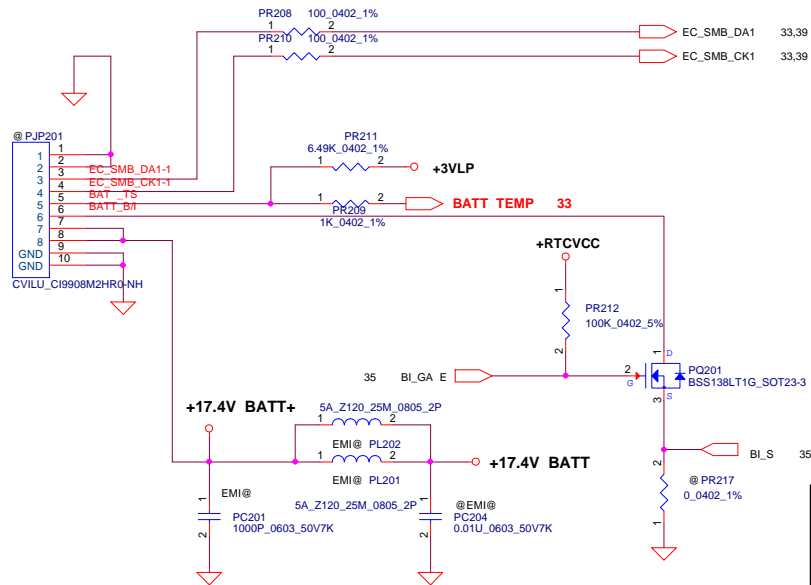 PR208 100_0402_1%
1 2
EC_SMB_DA1 33,39
PR210 100_0402_1%
1 2
EC_SMB_CK1 33,39
@ PJP201
1 1
2 2
3 3 EC_SMB_DA1-1
4 4 EC_SMB_CK1-1
5 5 BAT _TS
6 6 BATT_B/I
7 7
8 8
GND 9
GND 10
CVILU_CI9908M2HR0-NH
PR211
6.49K_0402_1%
1 2
+3VLP
1 2
BATT TEMP 33
PR209
1K_0402_1%
+RTCVCC
1
PR212
100K_0402_5%
2
35 BI_GA E
2
G
1 D
PQ201
BSS138LT1G_SOT23-3
3 S
BI_S 35
2
@ PR217
0_0402_1%
1
+17.4V BATT+
5A_Z120_25M_0805_2P
1 2
EMI@ PL202
1 2
+17.4V BATT
EMI@ PL201
5A_Z120_25M_0805_2P
EMI@
1
PC201
1000P_0603_50V7K
2
@EMI@
1
PC204
0.01U_0603_50V7K
2